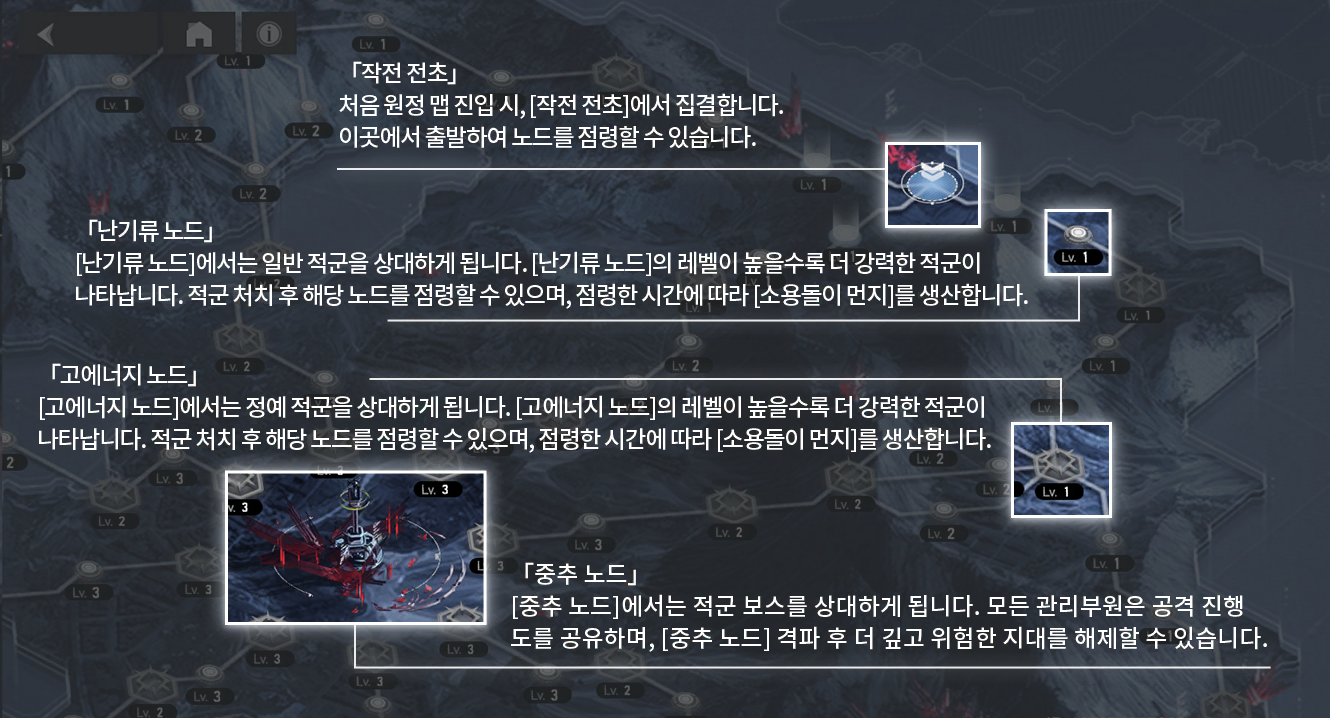 「작전 전초」
처음 원정 맵 진입 시, [작전 전초]에서 집결합니다.
이곳에서 출발하여 노드를 점령할 수 있습니다.
「난기류 노드」
[난기류 노드]에서는 일반 적군을 상대하게 됩니다. [난기류 노드]의 레벨이 높을수록 더 강력한 적군이
나타납니다. 적군 처치 후 해당 노드를 점령할 수 있으며, 점령한 시간에 따라 [소용돌이 먼지]를 생산합니다.
Lv. 1
「고에너지 노드」
[고에너지 노드]에서는 정예 적군을 상대하게 됩니다. [고에너지 노드]의 레벨이 높을수록 더 강력한 적군이
나타납니다. 적군 처치 후 해당 노드를 점령할 수 있으며, 점령한 시간에 따라 [소용돌이 먼지]를 생산합니다.
Lv. 1
Lv. 3
v. 3
「중추 노드」
[중추 노드]에서는 적군 보스를 상대하게 됩니다. 모든 관리부원은 공격 진행
도를 공유하며, [중추 노드] 격파 후 더 깊고 위험한 지대를 해제할 수 있습니다.
Lv. 1
Lv. 1
Lv. 1
Lv. 2
Lv. 2
Lv. 2
Lv. 1
Lv. 1
Lv. 1
Lv. 2
Lv. 2
Lv. 1
Lv. 2
Lv. 3
Lv. 2
Lv. 2
Lv. 2
Lv. 2
Lv. 3
Lv. 1
Lv. 3
Lv. 3
Lv. 3
Lv. 3
Lv. 3
Lv. 3
Lv. 3
Lv. 2
Lv. 2